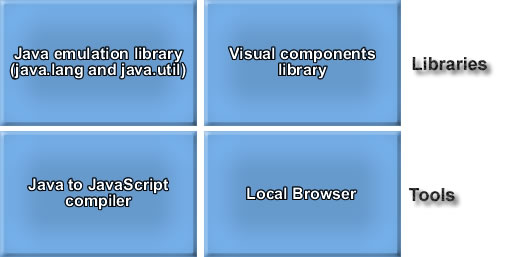 Java emulation library
(java.lang and java.util)
Visual components
library
Libraries
Java to JavaScript
compiler
Local Browser
Tools